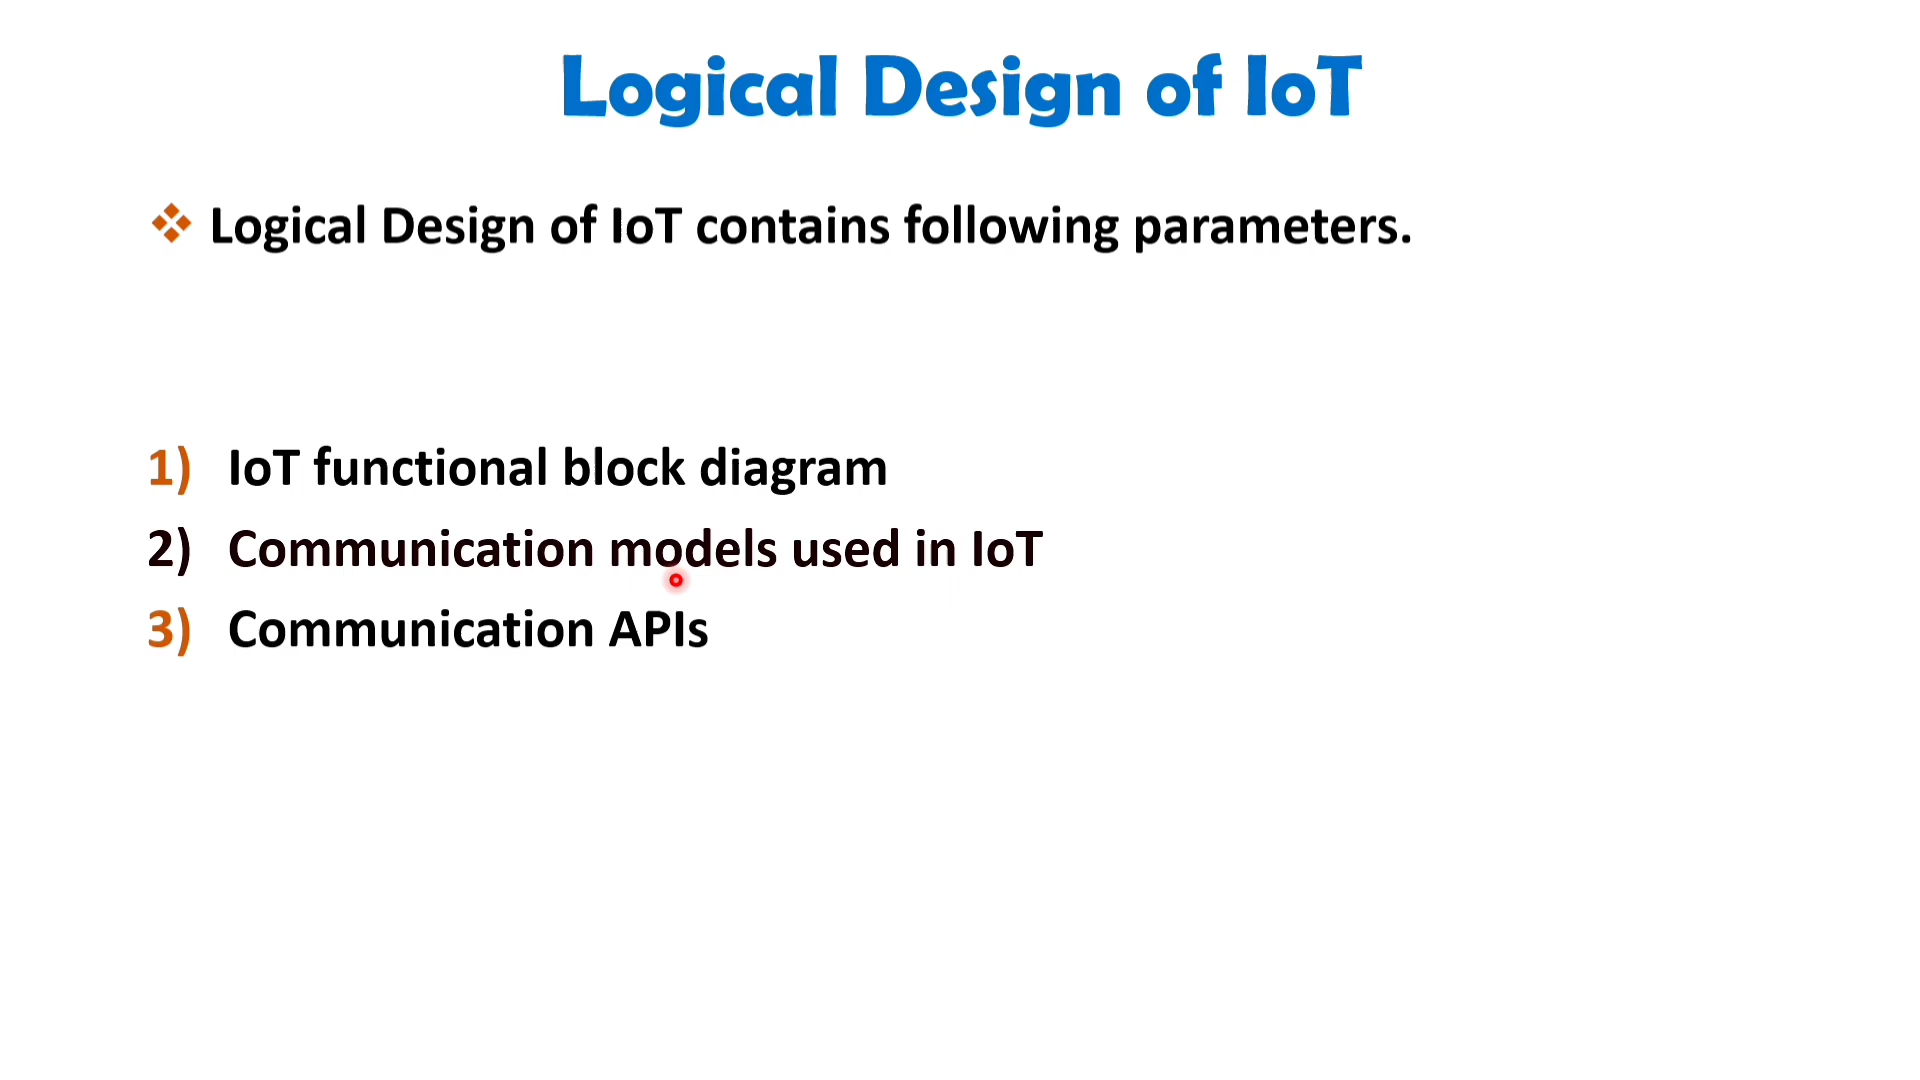 Logical Design of IoT
❖ Logical Design of IoT contains following parameters.
1) IoT functional block diagram
2) Communication models used in IoT
3) Communication APIs